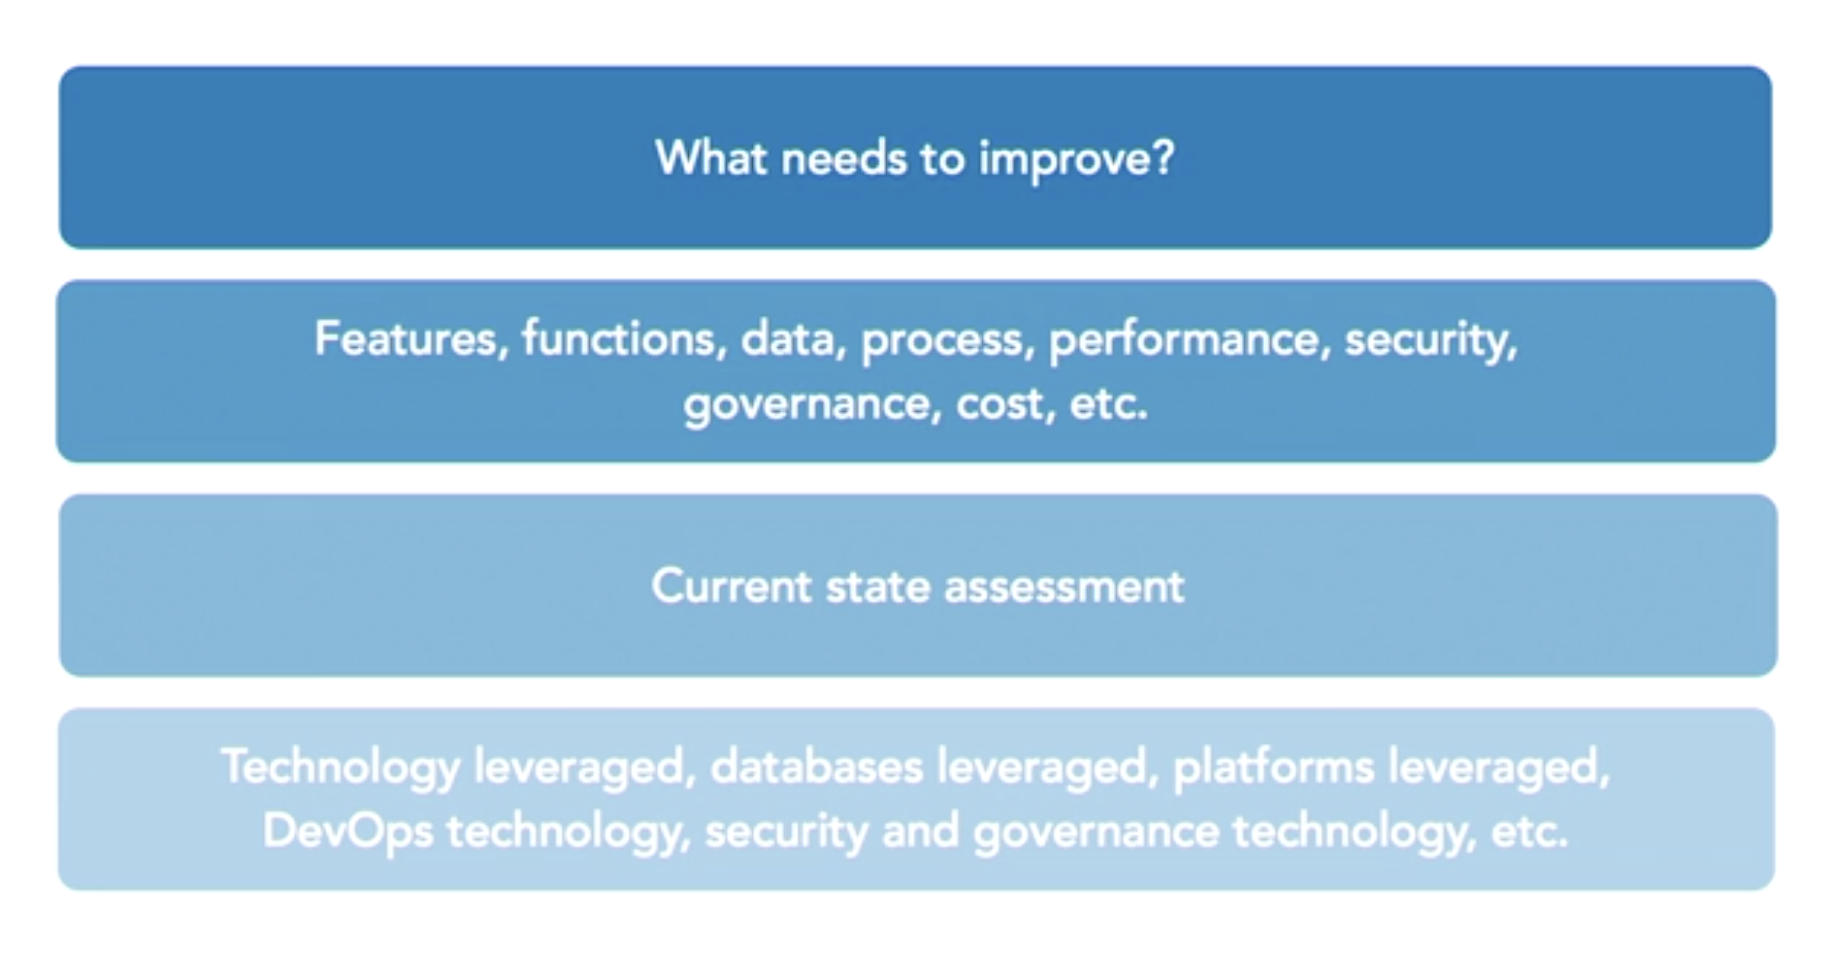 What needs to improve?
Features, functions, data, process, performance, security,
governance, cost, etc.
Current state assessment
Technology leveraged, databases leveraged, platforms leveraged,
DevOps technology, security and governance technology, etc.